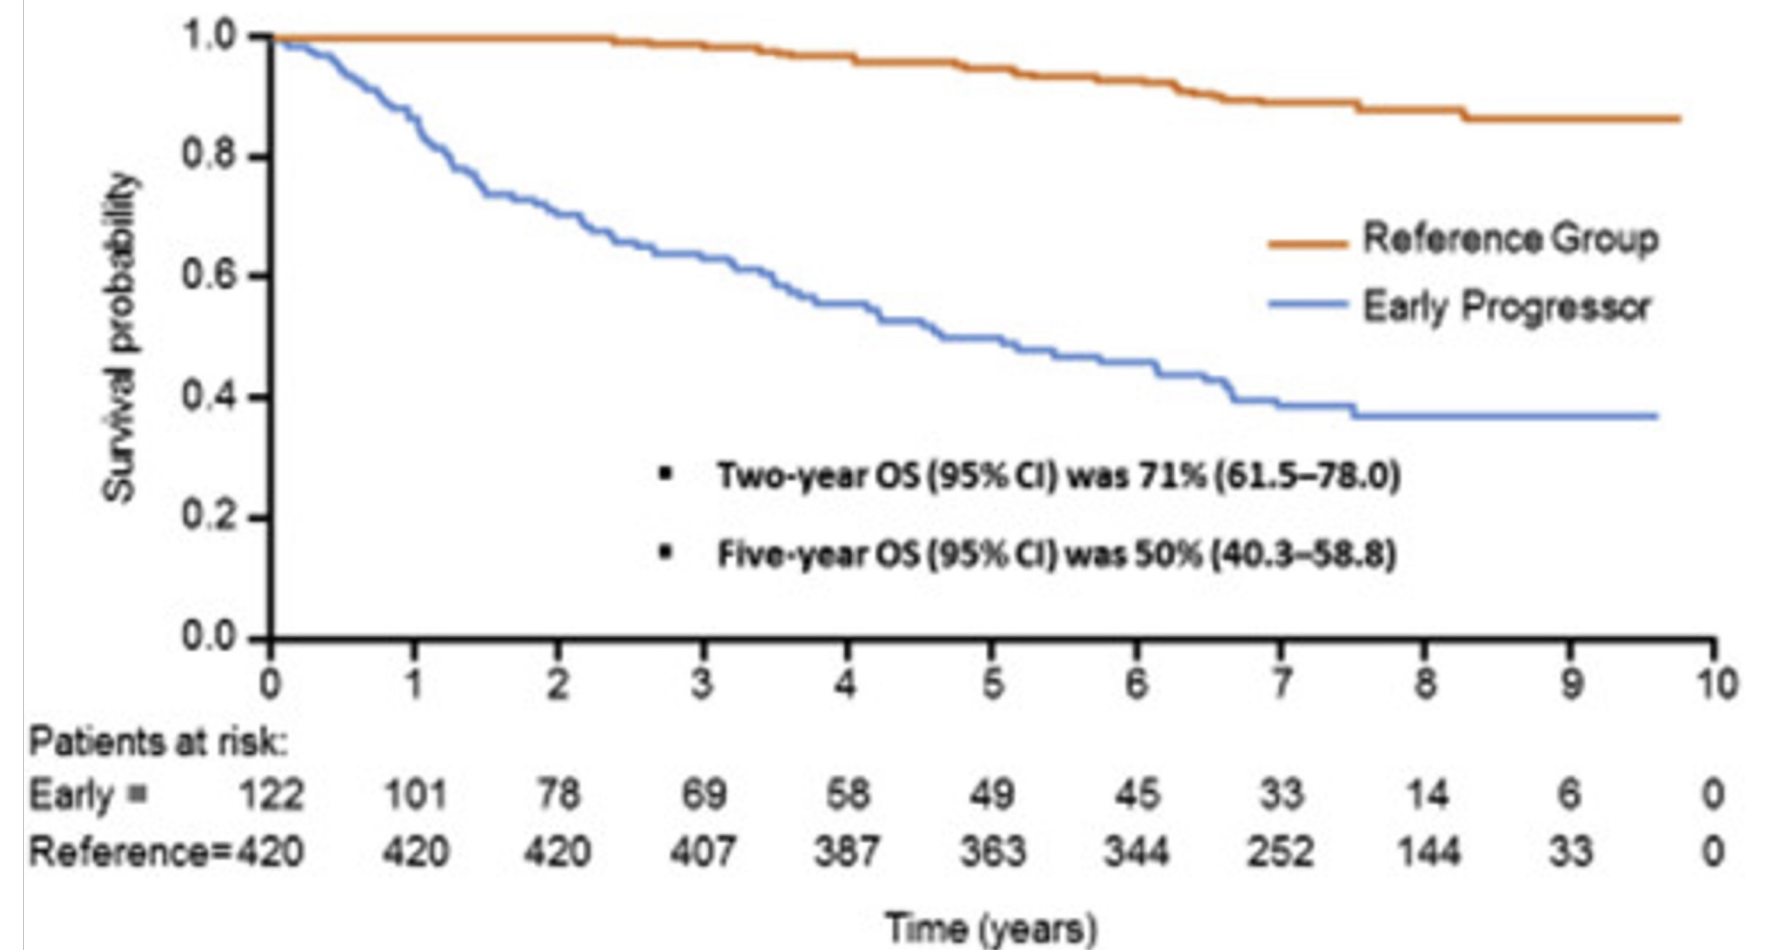 1.0
0.8
0.6
0.4
0.2
0.0
Survival probability
Reference Group
Early Progressor
▪ Two-year OS (95% CI) was 71% (61.5–78.0)
▪ Five-year OS (95% CI) was 50% (40.3–58.8)
0 1 2 3 4 5 6 7 8 9 10
Patients at risk:
Early = 122 101 78 69 58 49 45 33 14 6 0
Reference=420 420 420 407 387 363 344 252 144 33 0
Time (years)